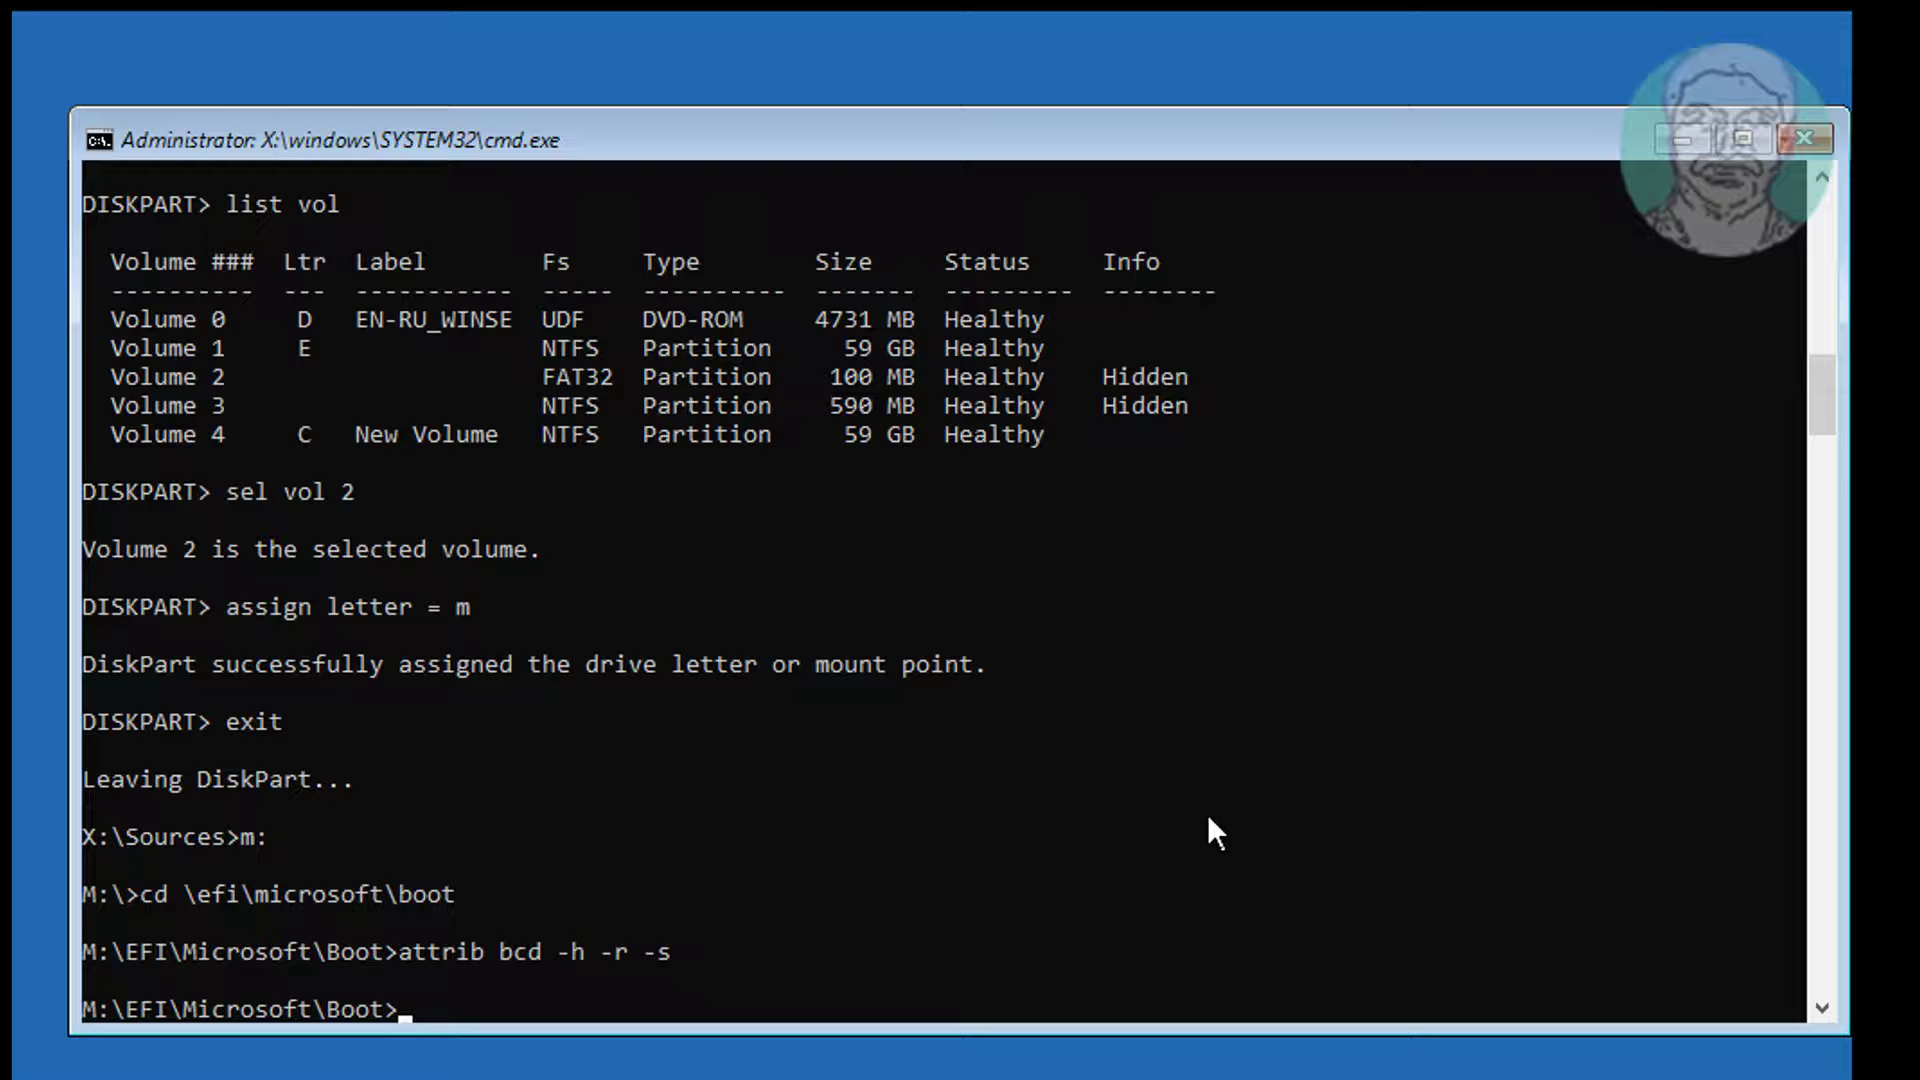 Administrator: X:\windows\SYSTEM32\cmd.exe
DISKPART> list vol
Volume ### Ltr Label Fs Type Size Status Info
---------- --- ----------- ----- ---------- ------- --------- --------
Volume 0 D EN-RU_WINSE UDF DVD-ROM 4731 MB Healthy
Volume 1 E NTFS Partition 59 GB Healthy
Volume 2 FAT32 Partition 100 MB Healthy Hidden
Volume 3 NTFS Partition 590 MB Healthy Hidden
Volume 4 C New Volume NTFS Partition 59 GB Healthy
DISKPART> sel vol 2
Volume 2 is the selected volume.
DISKPART> assign letter = m
DiskPart successfully assigned the drive letter or mount point.
DISKPART> exit
Leaving DiskPart...
X:\Sources>m:
M:\>cd \efi\microsoft\boot
M:\EFI\Microsoft\Boot>attrib bcd -h -r -s
M:\EFI\Microsoft\Boot>